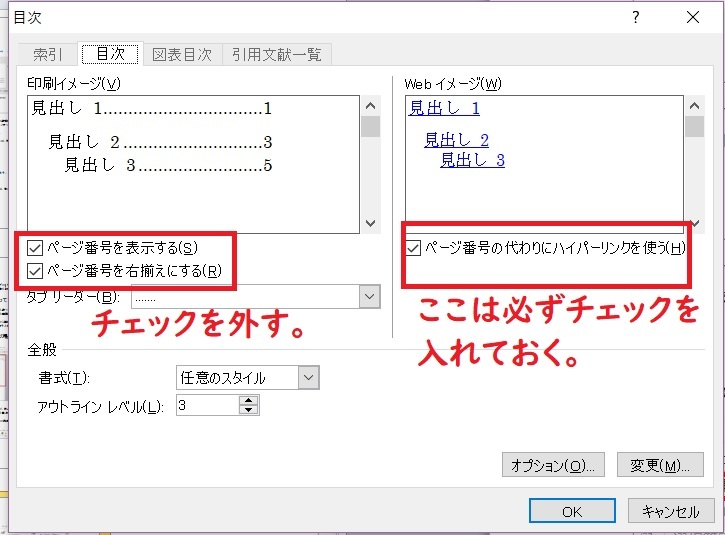 目次
?
索引 目次 図表目次 引用文献一覧
印刷イメージ(V)
見出し 1..............................1
見出し 2.........................3
見出し 3......................5
Web イメージ(W)
見出し 1
見出し 2
見出し 3
ページ番号を表示する(S)
ページ番号を右揃えにする(R)
ページ番号の代わりにハイパーリンクを使う(H)
タブ リーダー(B): .......
チェックを外す。
ここは必ずチェックを
入れておく。
全般
書式(T): 任意のスタイル
アウトライン レベル(L): 3
オプション(O)... 変更(M)...
OK キャンセル